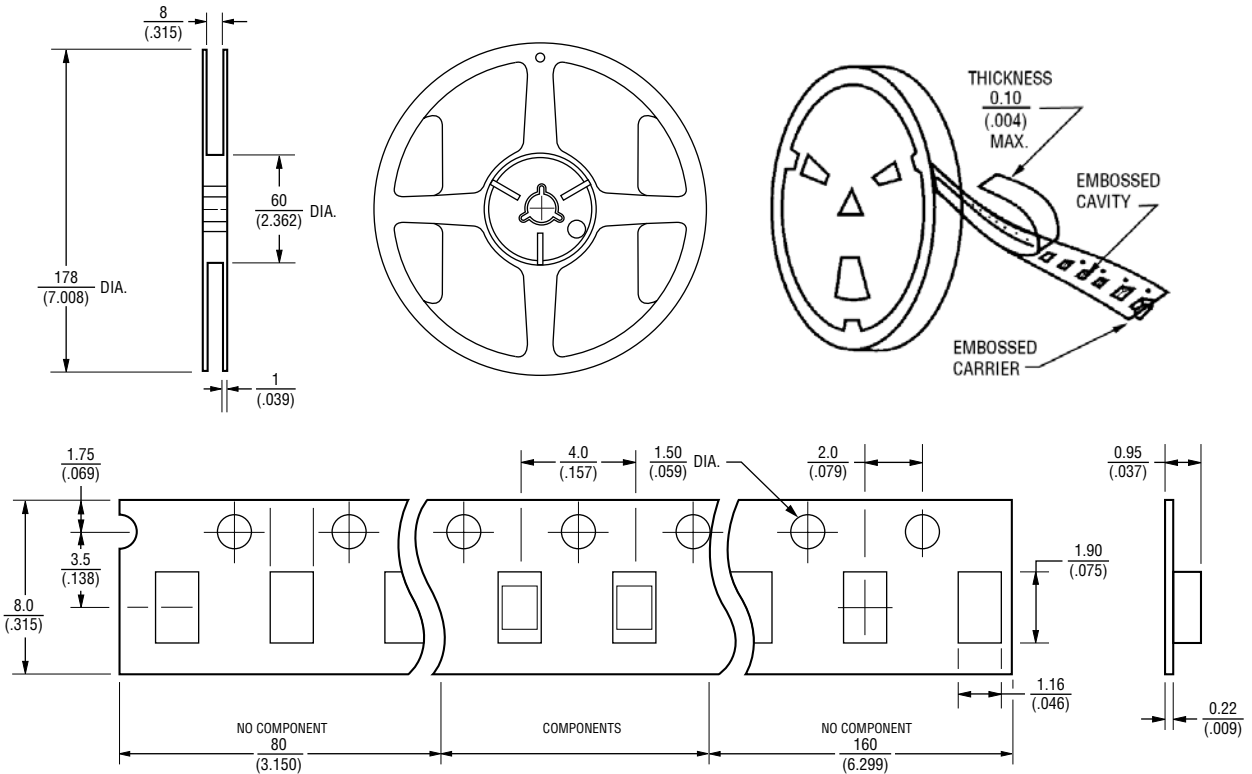 8
(.315)
178
(7.008) DIA.
60
(2.362) DIA.
1
(.039)
THICKNESS
0.10
(.004)
MAX.
EMBOSSED
CAVITY
EMBOSSED
CARRIER
1.75
(.069)
4.0
(.157)
1.50
(.059) DIA.
2.0
(.079)
0.95
(.037)
3.5
(.138)
8.0
(.315)
1.90
(.075)
1.16
(.046)
0.22
(.009)
NO COMPONENT
80
(3.150)
COMPONENTS
NO COMPONENT
160
(6.299)